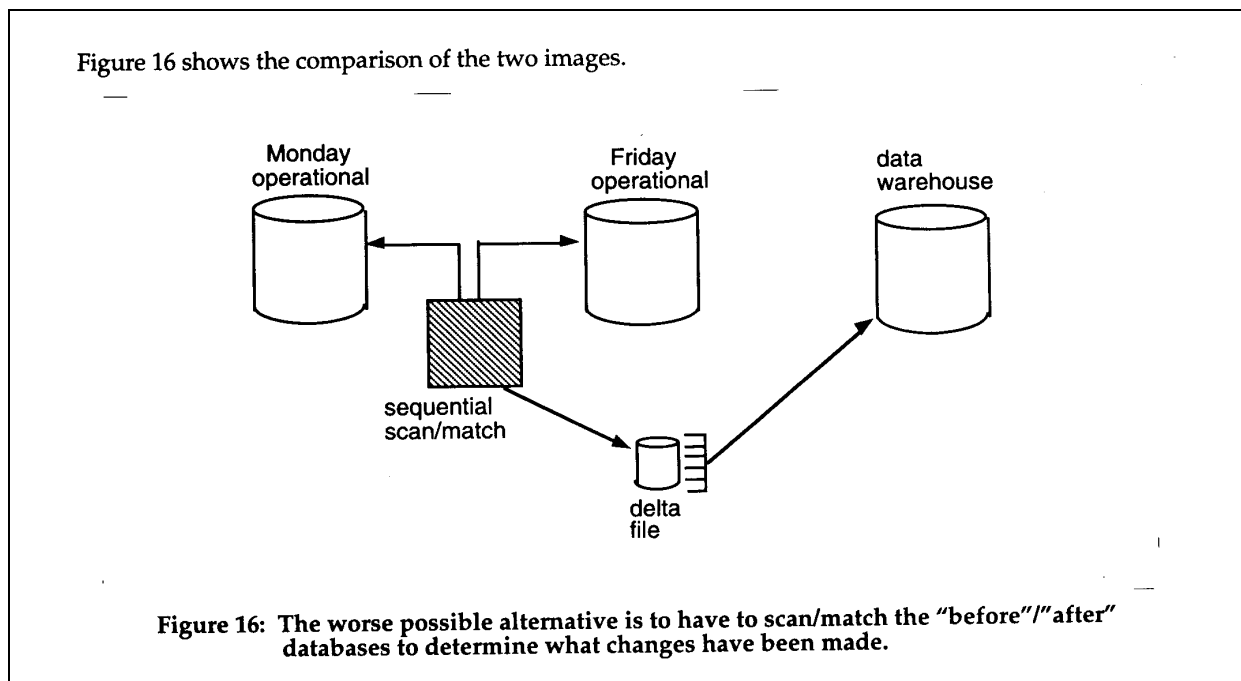 Figure 16 shows the comparison of the two images.
Monday
operational
Friday
operational
data
warehouse
sequential
scan/match
delta
file
Figure 16: The worse possible alternative is to have to scan/match the "before"/"after"
databases to determine what changes have been made.